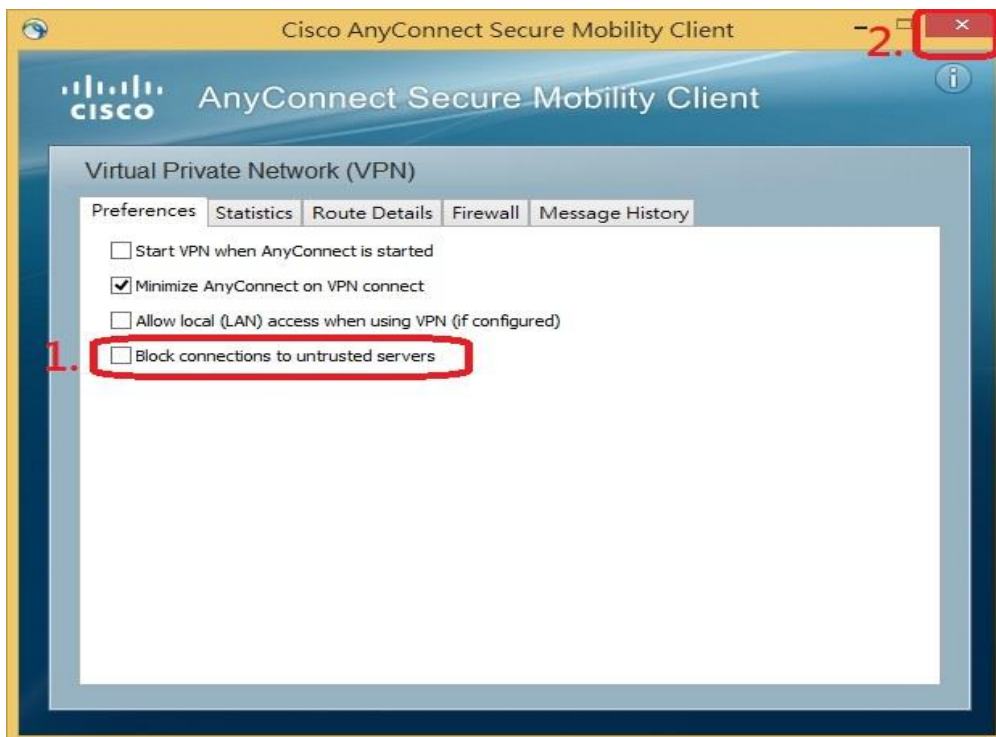 Cisco AnyConnect Secure Mobility Client
2.
CISCO AnyConnect Secure Mobility Client
Virtual Private Network (VPN)
Preferences Statistics Route Details Firewall Message History
Start VPN when AnyConnect is started
Minimize AnyConnect on VPN connect
Allow local (LAN) access when using VPN (if configured)
1. Block connections to untrusted servers